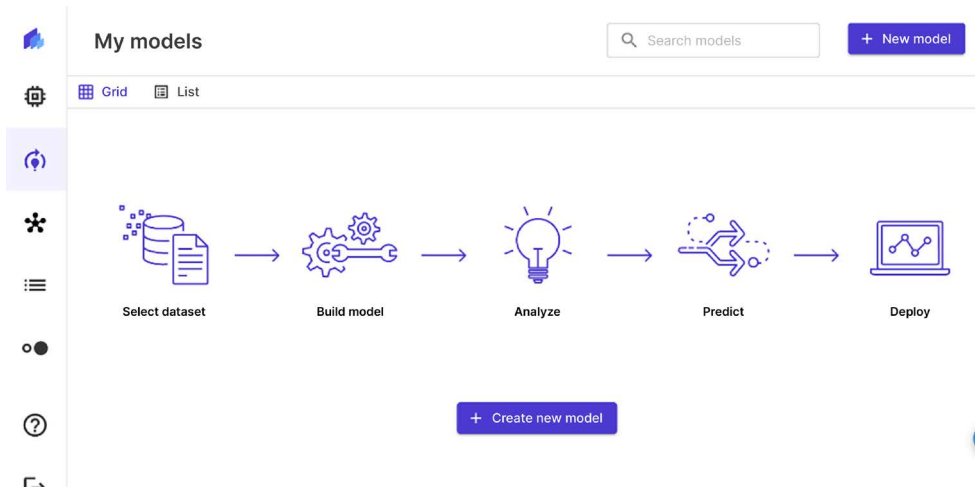 My models
Search models
+ New model
Grid
List
Select dataset
Build model
Analyze
Predict
Deploy
+ Create new model